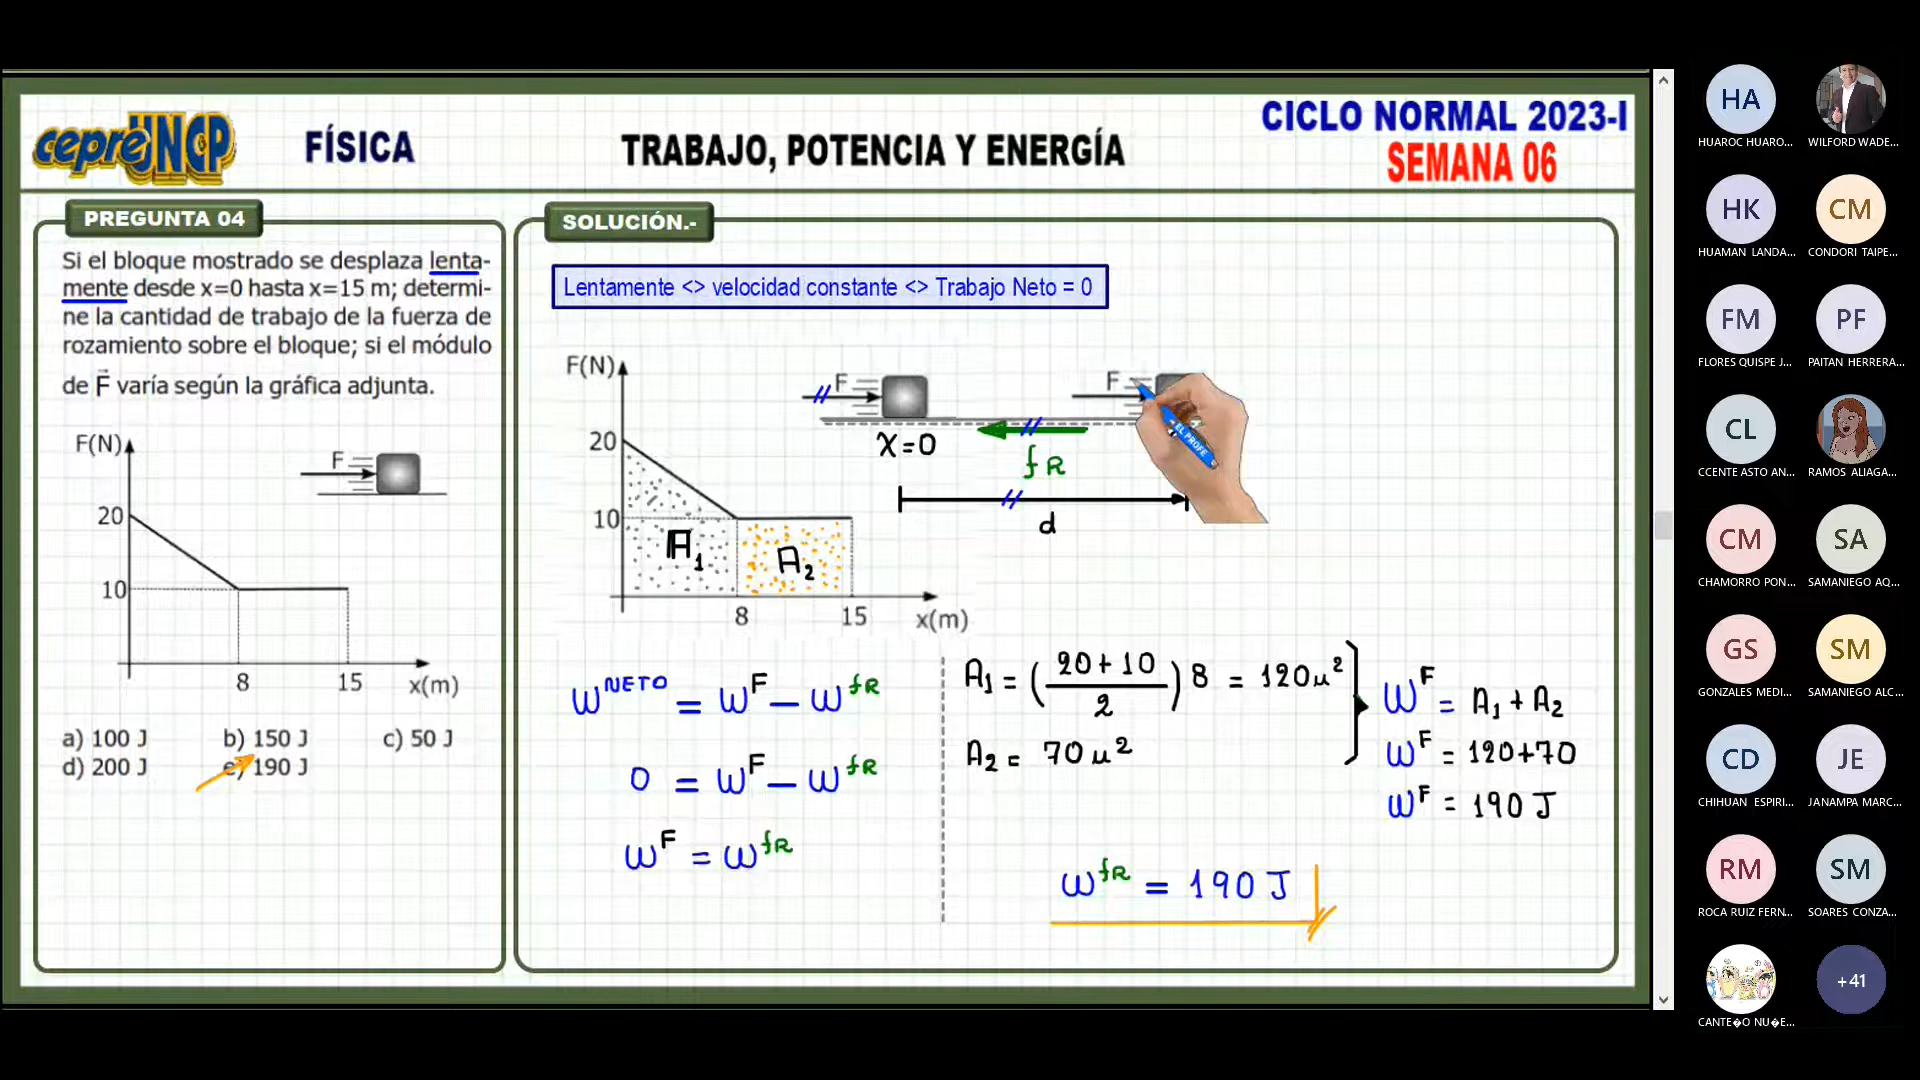 cepreUNCP
FÍSICA
TRABAJO, POTENCIA Y ENERGÍA
CICLO NORMAL 2023-I
SEMANA 06
PREGUNTA 04
Si el bloque mostrado se desplaza lenta-
mente desde x=0 hasta x=15 m; determi-
ne la cantidad de trabajo de la fuerza de
rozamiento sobre el bloque; si el módulo
de F⃗ varía según la gráfica adjunta.
F(N)
F
20
10
8
15
x(m)
a) 100 J b) 150 J c) 50 J
d) 200 J e) 190 J
SOLUCIÓN.-
Lentamente <> velocidad constante <> Trabajo Neto = 0
F(N)
F
F
20
X=0
fR
EL PROFE
d
10
A₁
A₂
8
15
x(m)
W^NETO = W^F - W^fR
0 = W^F - W^fR
W^F = W^fR
A₁ = (20+10/2) 8 = 120u²
A₂ = 70u²
W^F = A₁ + A₂
W^F = 120+70
W^F = 190 J
W^fR = 190 J
HA
HUAROC HUARO...
WILFORD WADE...
HK
HUAMAN LANDA...
CM
CONDORI TAIPE...
FM
FLORES QUISPE J...
PF
PAITAN HERRERA...
CL
CCENTE ASTO AN...
RAMOS ALIAGA...
CM
CHAMORRO PON...
SA
SAMANIEGO AQ...
GS
GONZALES MEDI...
SM
SAMANIEGO ALC...
CD
CHIHUAN ESPIRI...
JE
JANAMPA MARC...
RM
ROCA RUIZ FERN...
SM
SOARES CONZA...
CANTE�O NU�E...
+41